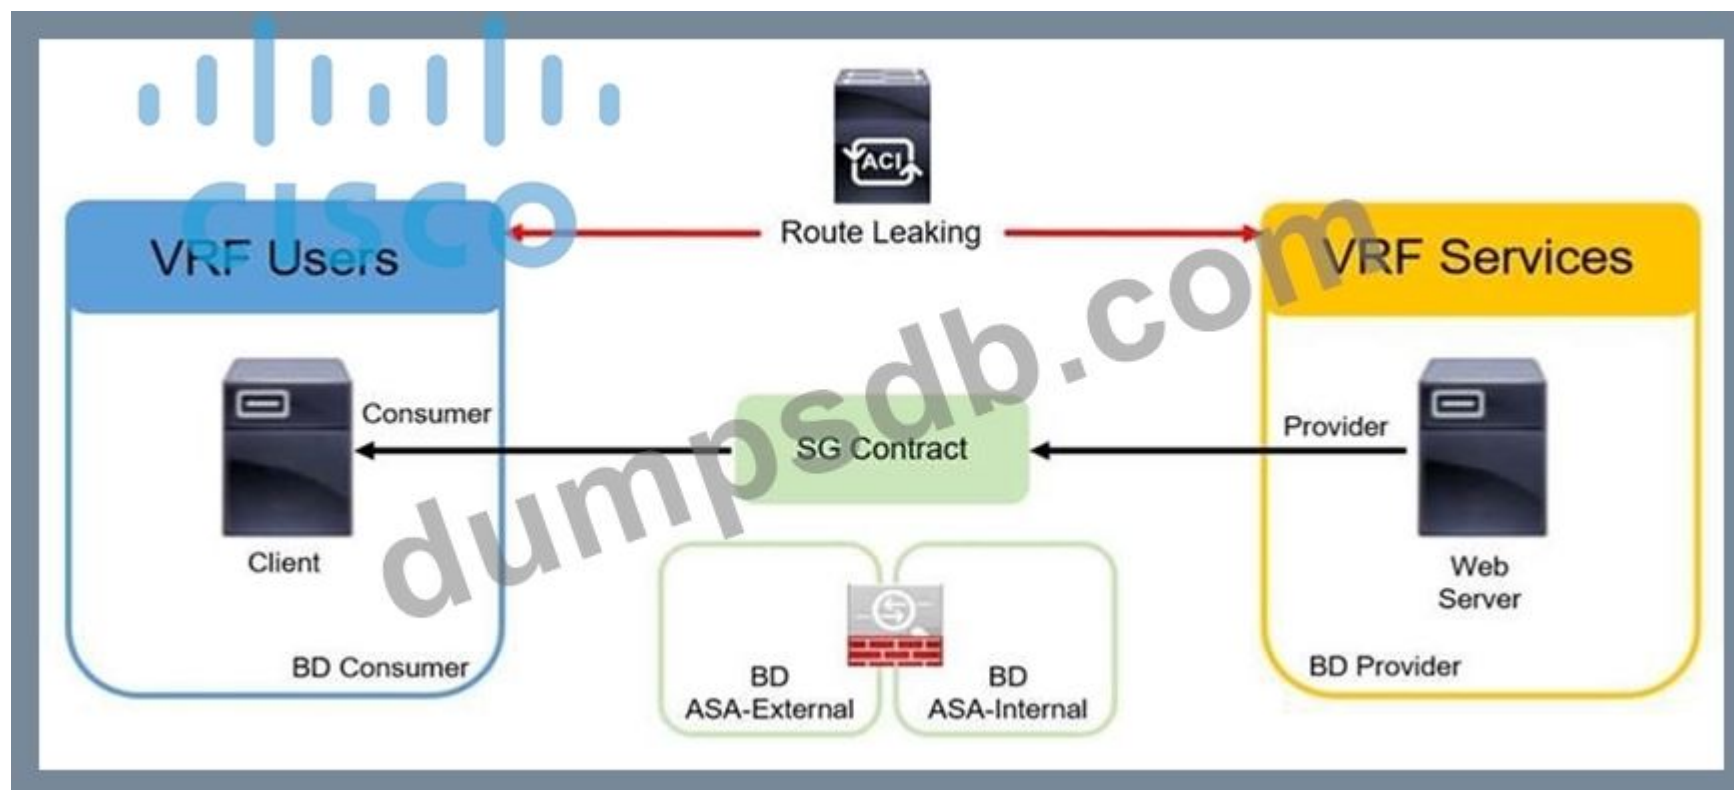 CISCO
ACI
Route Leaking
VRF Users
VRF Services
Consumer
SG Contract
Provider
Client
Web
Server
BD Consumer
BD
ASA-External
BD
ASA-Internal
BD Provider
dumpsdb.com